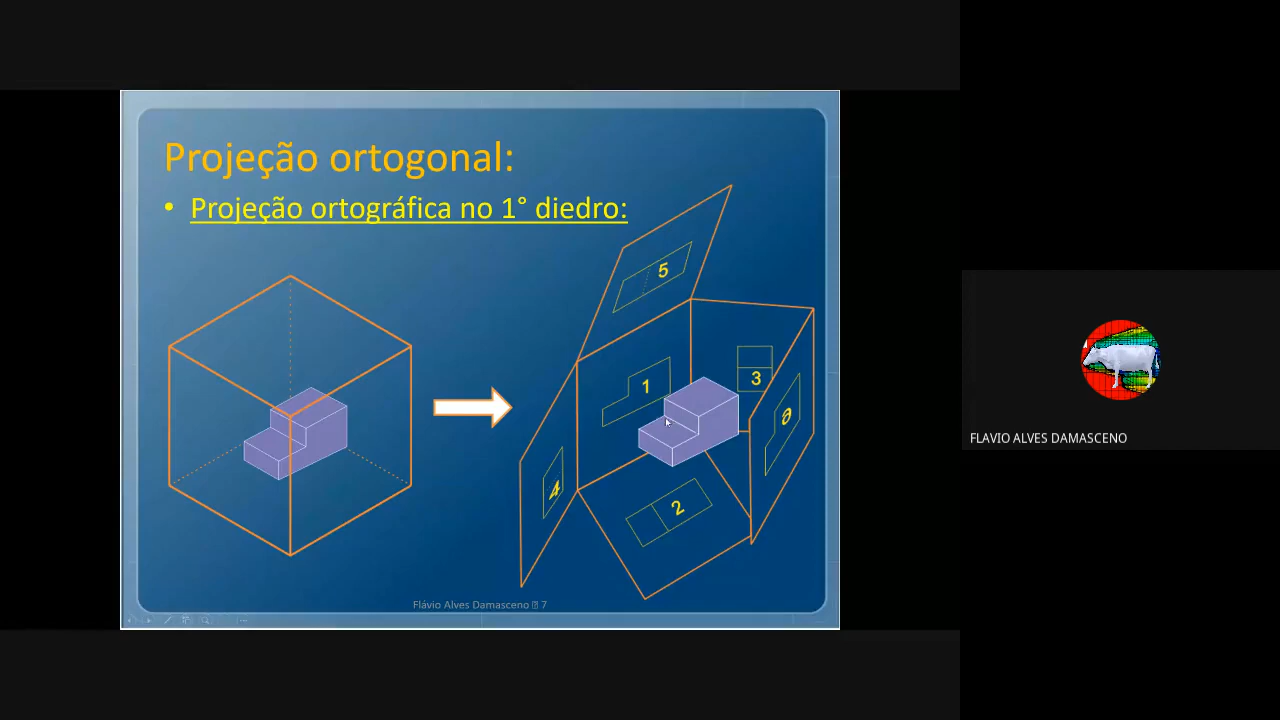 Projeção ortogonal:
• Projeção ortográfica no 1° diedro:
5
1
3
6
4
2
Flávio Alves Damasceno 7
FLAVIO ALVES DAMASCENO